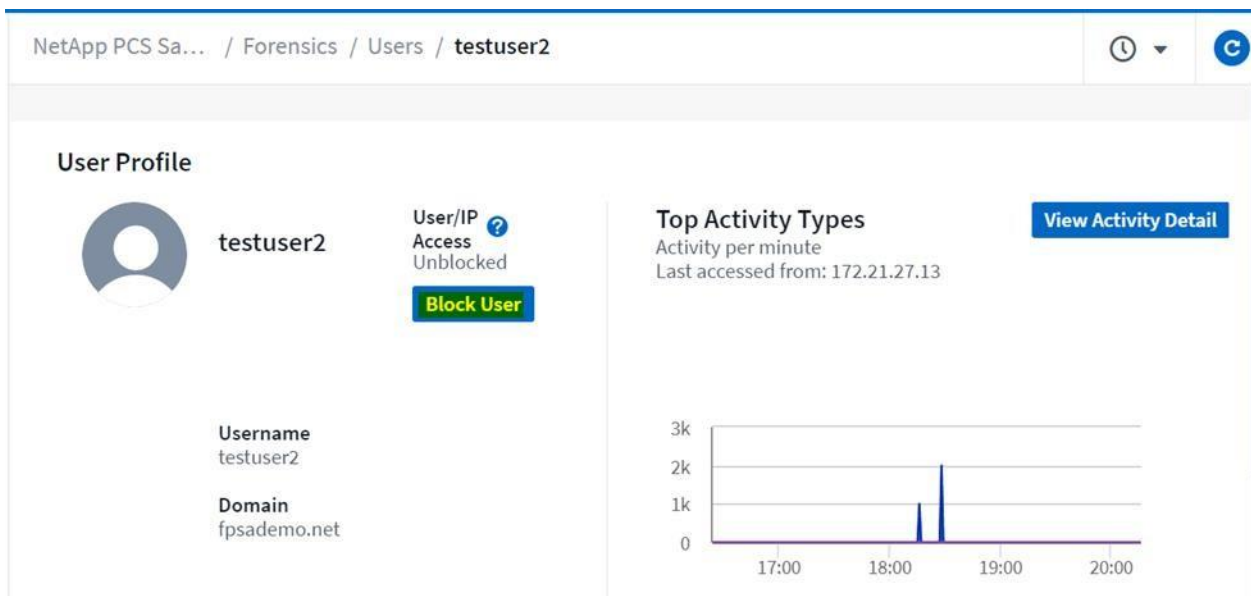 NetApp PCS Sa... / Forensics / Users / testuser2
User Profile
testuser2
User/IP
Access
Unblocked
Block User
Username
testuser2
Domain
fpsademo.net
Top Activity Types
Activity per minute
Last accessed from: 172.21.27.13
View Activity Detail
3k
2k
1k
0
17:00 18:00 19:00 20:00